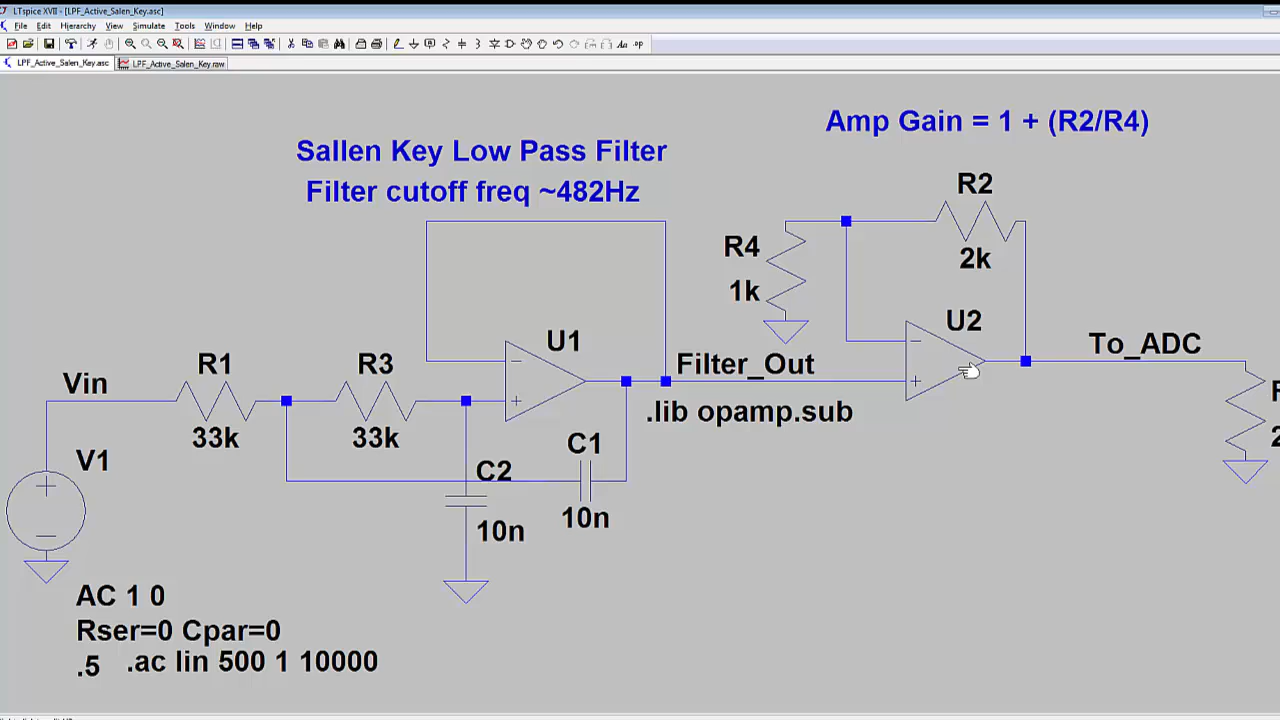 LTspice XVII - [LPF_Active_Salen_Key.asc]
File Edit Hierarchy View Simulate Tools Window Help
LPF_Active_Salen_Key.asc LPF_Active_Salen_Key.raw
Amp Gain = 1 + (R2/R4)
Sallen Key Low Pass Filter
Filter cutoff freq ~482Hz
R2
2k
R4
1k
U2
U1
To_ADC
Filter_Out
R1
33k
R3
33k
Vin
.lib opamp.sub
V1
C1
10n
C2
10n
AC 1 0
Rser=0 Cpar=0
.5 .ac lin 500 1 10000